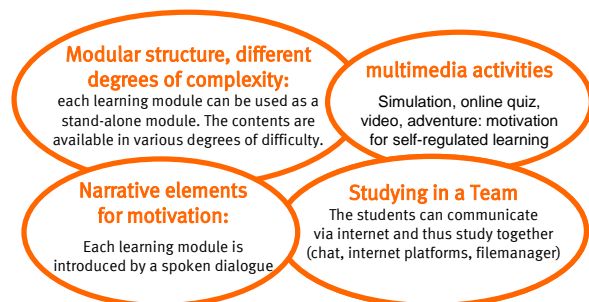 Modular structure, different
degrees of complexity:
each learning module can be used as a
stand-alone module. The contents are
available in various degrees of difficulty.
multimedia activities
Simulation, online quiz,
video, adventure: motivation
for self-regulated learning
Narrative elements
for motivation:
Each learning module is
introduced by a spoken dialogue
Studying in a Team
The students can communicate
via internet and thus study together
(chat, internet platforms, filemanager)